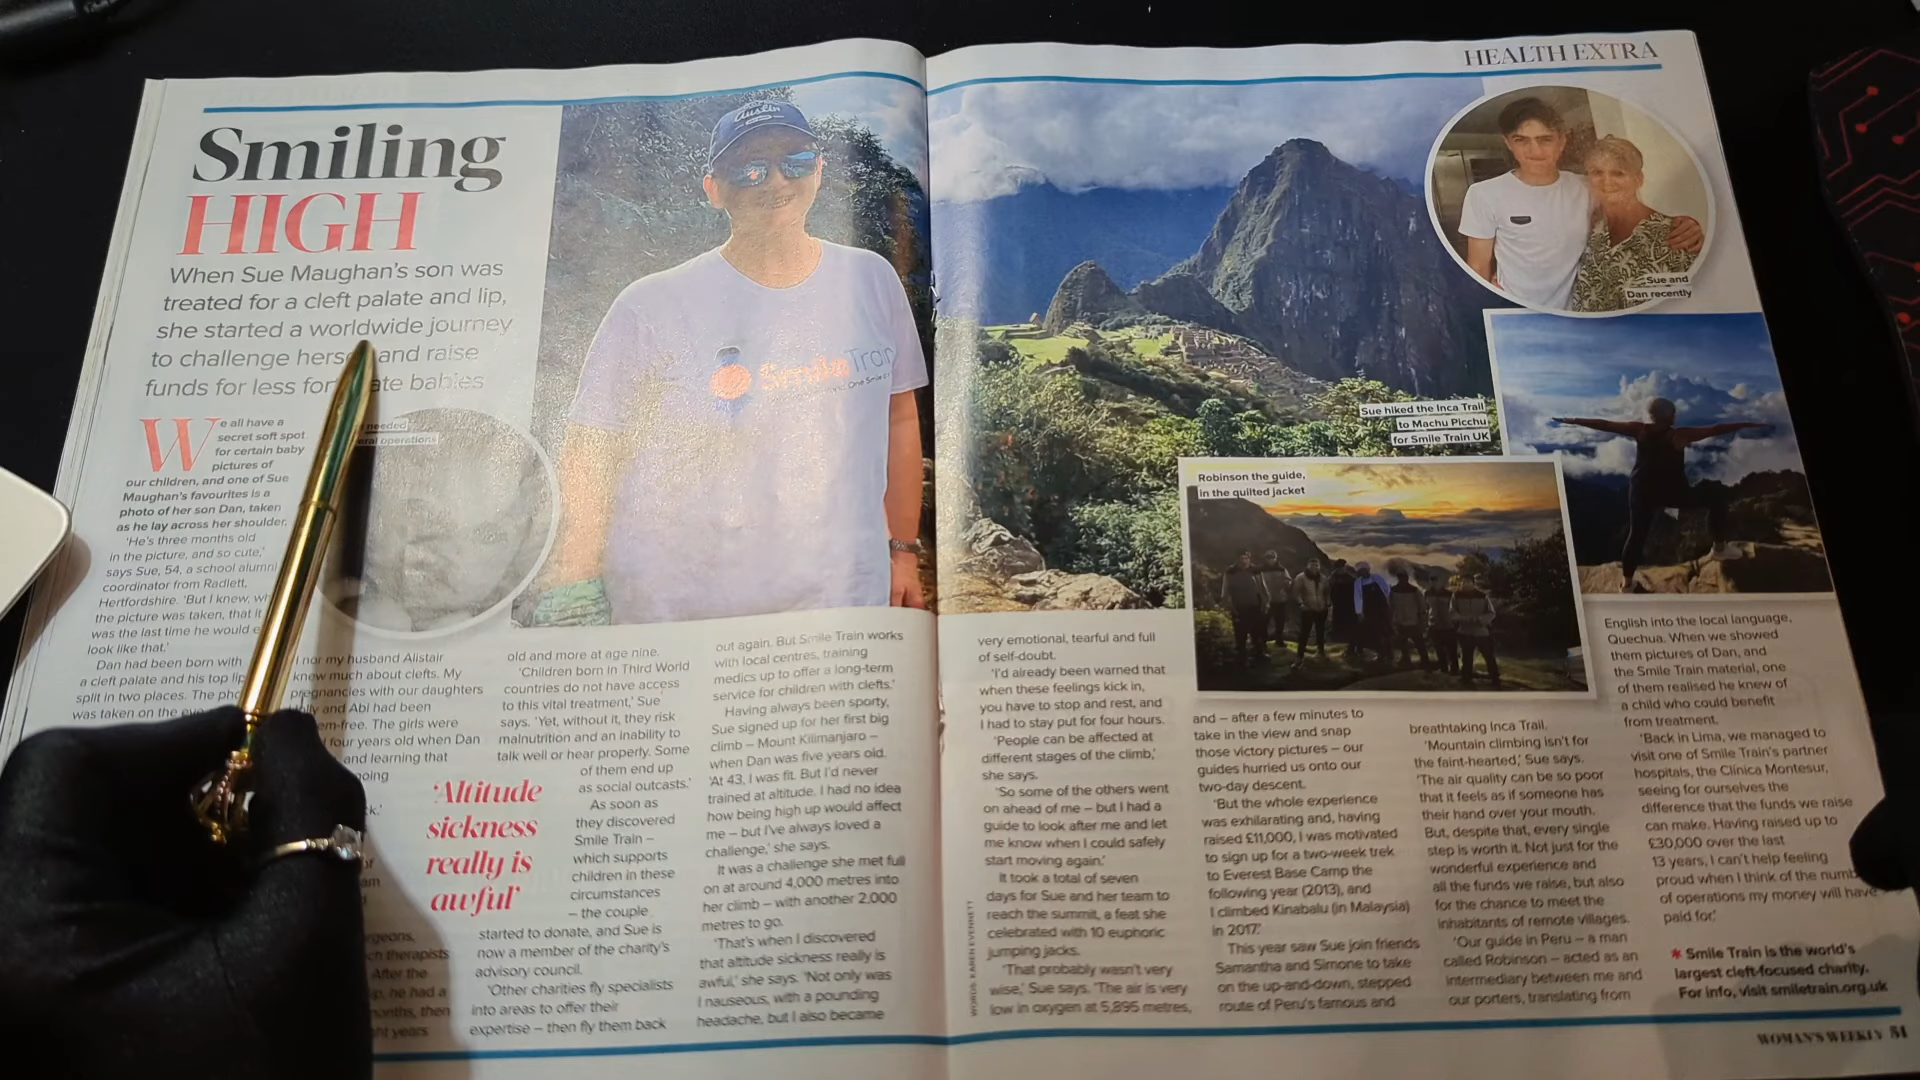 HEALTH EXTRA
Smiling
HIGH
When Sue Maughan's son was
treated for a cleft palate and lip,
she started a worldwide journey
to challenge and raise
funds for less babies
We all have a
secret soft spot
for certain baby
pictures of
our children, and one of Sue
Maughan's favourites is a
photo of her son Dan, taken
as he lay across her shoulder.
'He's three months old
in the picture, and so cute,'
says Sue, 54, a school alumni
coordinator from Radlett,
Hertfordshire. 'But I knew,
the picture was taken, that it
was the last time he would
look like that.'
Dan had been born with
a cleft palate and his top lip
split in two places. The
was taken on the
needed
operations
Austin
SmileTrain
nor my husband Alistair
knew much about clefts. My
pregnancies with our daughters
and Abi had been
The girls were
four years old when Dan
and learning that
'Altitude
sickness
really is
awful'
therapists
After the
he had a
then
years
old and more at age nine.
'Children born in Third World
countries do not have access
to this vital treatment,' Sue
says. 'Yet, without it, they risk
malnutrition and an inability to
talk well or hear properly. Some
of them end up
as social outcasts.'
As soon as
they discovered
Smile Train –
which supports
children in these
circumstances
– the couple
started to donate, and Sue is
now a member of the charity's
advisory council.
'Other charities fly specialists
into areas to offer their
expertise – then fly them back
out again. But Smile Train works
with local centres, training
medics up to offer a long-term
service for children with clefts.'
Having always been sporty,
Sue signed up for her first big
climb – Mount Kilimanjaro –
when Dan was five years old.
'At 43, I was fit. But I'd never
trained at altitude. I had no idea
how being high up would affect
me – but I've always loved a
challenge,' she says.
It was a challenge she met full
on at around 4,000 metres into
her climb – with another 2,000
metres to go.
'That's when I discovered
that altitude sickness really is
awful,' she says. 'Not only was
I nauseous, with a pounding
headache, but I also became
very emotional, tearful and full
of self-doubt.
'I'd already been warned that
when these feelings kick in,
you have to stop and rest, and
I had to stay put for four hours.
'People can be affected at
different stages of the climb,'
she says.
'So some of the others went
on ahead of me – but I had a
guide to look after me and let
me know when I could safely
start moving again.'
It took a total of seven
days for Sue and her team to
reach the summit, a feat she
celebrated with 10 euphoric
jumping jacks.
'That probably wasn't very
wise,' Sue says. 'The air is very
low in oxygen at 5,895 metres,
WORDS: KAREN EVENNETT
Sue and
Dan recently
Sue hiked the Inca Trail
to Machu Picchu
for Smile Train UK
Robinson the guide,
in the quilted jacket
and – after a few minutes to
take in the view and snap
those victory pictures – our
guides hurried us onto our
two-day descent.
'But the whole experience
was exhilarating and, having
raised £11,000, I was motivated
to sign up for a two-week trek
to Everest Base Camp the
following year (2013), and
I climbed Kinabalu (in Malaysia)
in 2017.'
This year saw Sue join friends
Samantha and Simone to take
on the up-and-down, stepped
route of Peru's famous and
breathtaking Inca Trail.
'Mountain climbing isn't for
the faint-hearted,' Sue says.
'The air quality can be so poor
that it feels as if someone has
their hand over your mouth.
But, despite that, every single
step is worth it. Not just for the
wonderful experience and
all the funds we raise, but also
for the chance to meet the
inhabitants of remote villages.
'Our guide in Peru – a man
called Robinson – acted as an
intermediary between me and
our porters, translating from
English into the local language,
Quechua. When we showed
them pictures of Dan, and
the Smile Train material, one
of them realised he knew of
a child who could benefit
from treatment.
'Back in Lima, we managed to
visit one of Smile Train's partner
hospitals, the Clinica Montesur,
seeing for ourselves the
difference that the funds we raise
can make. Having raised up to
£30,000 over the last
13 years, I can't help feeling
proud when I think of the
of operations my money will have
paid for.'
* Smile Train is the world's
largest cleft-focused charity.
For info, visit smiletrain.org.uk
WOMAN'S WEEKLY 51